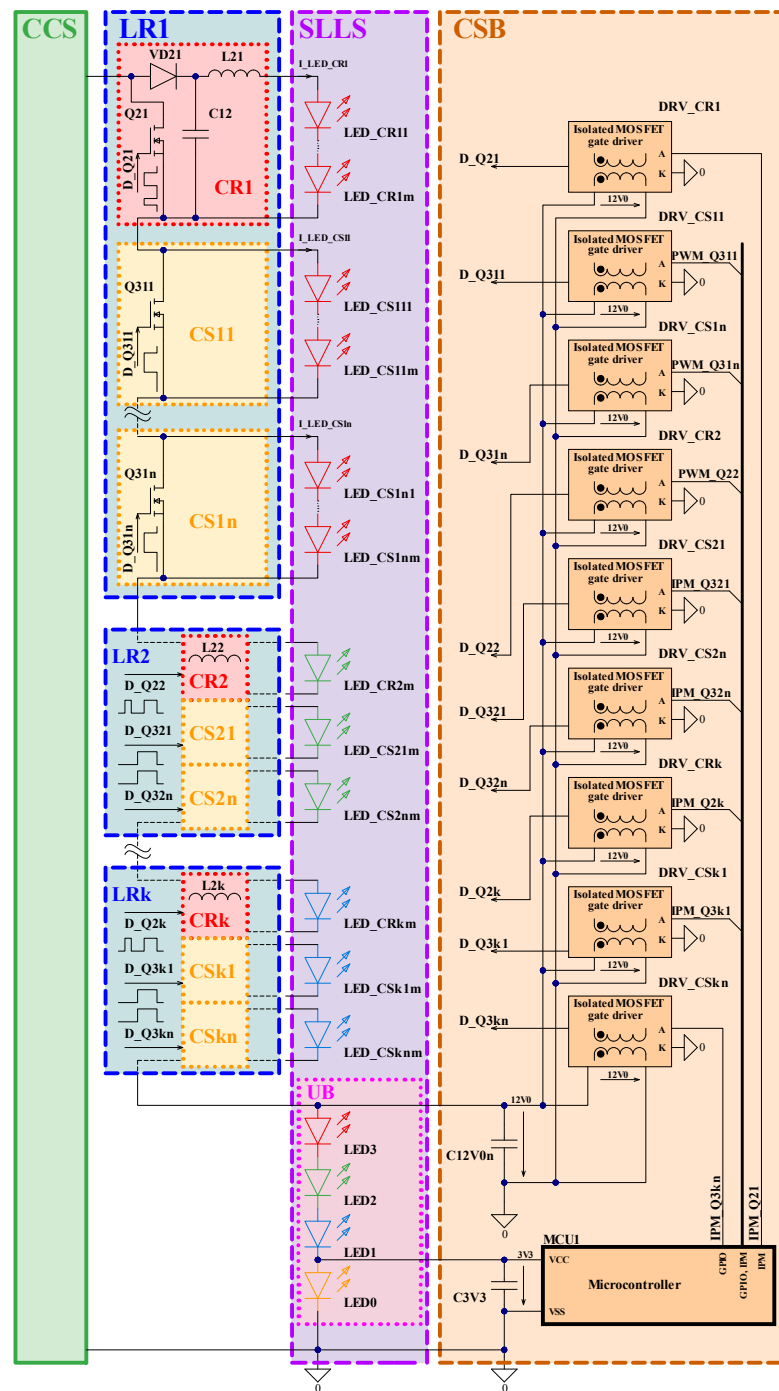 CCS
LR1
SLLS
CSB
VD21
L21
I_LED_CR1
Q21
C12
D_Q21
CR1
LED_CR11
LED_CR1m
I_LED_CS11
Q311
D_Q311
CS11
LED_CS111
LED_CS11m
I_LED_CS1n
Q31n
D_Q31n
CS1n
LED_CS1n1
LED_CS1nm
LR2
L22
CR2
D_Q22
D_Q321
CS21
CS2n
D_Q32n
LED_CR2m
LED_CS21m
LED_CS2nm
LRk
L2k
CRk
D_Q2k
D_Q3k1
CSk1
CSkn
D_Q3kn
LED_CRkm
LED_CSk1m
LED_CSknm
UB
LED3
LED2
LED1
LED0
0
DRV_CR1
Isolated MOSFET
gate driver
A
K
0
12V0
D_Q21
DRV_CS11
Isolated MOSFET
gate driver
A
K
PWM_Q311
0
12V0
D_Q311
DRV_CS1n
Isolated MOSFET
gate driver
A
K
PWM_Q31n
0
12V0
D_Q31n
DRV_CR2
Isolated MOSFET
gate driver
A
K
PWM_Q22
0
12V0
D_Q22
DRV_CS21
Isolated MOSFET
gate driver
A
K
IPM_Q321
0
12V0
D_Q321
DRV_CS2n
Isolated MOSFET
gate driver
A
K
IPM_Q32n
0
12V0
D_Q32n
DRV_CRk
Isolated MOSFET
gate driver
A
K
IPM_Q2k
0
12V0
D_Q2k
DRV_CSk1
Isolated MOSFET
gate driver
A
K
IPM_Q3k1
0
12V0
D_Q3k1
DRV_CSkn
Isolated MOSFET
gate driver
A
K
0
12V0
D_Q3kn
12V0
C12V0n
12V0
0
IPM_Q3kn
IPM_Q21
MCU1
GPIO
GPIO, IPM
IPM
3V3
VCC
Microcontroller
C3V3
VSS
0